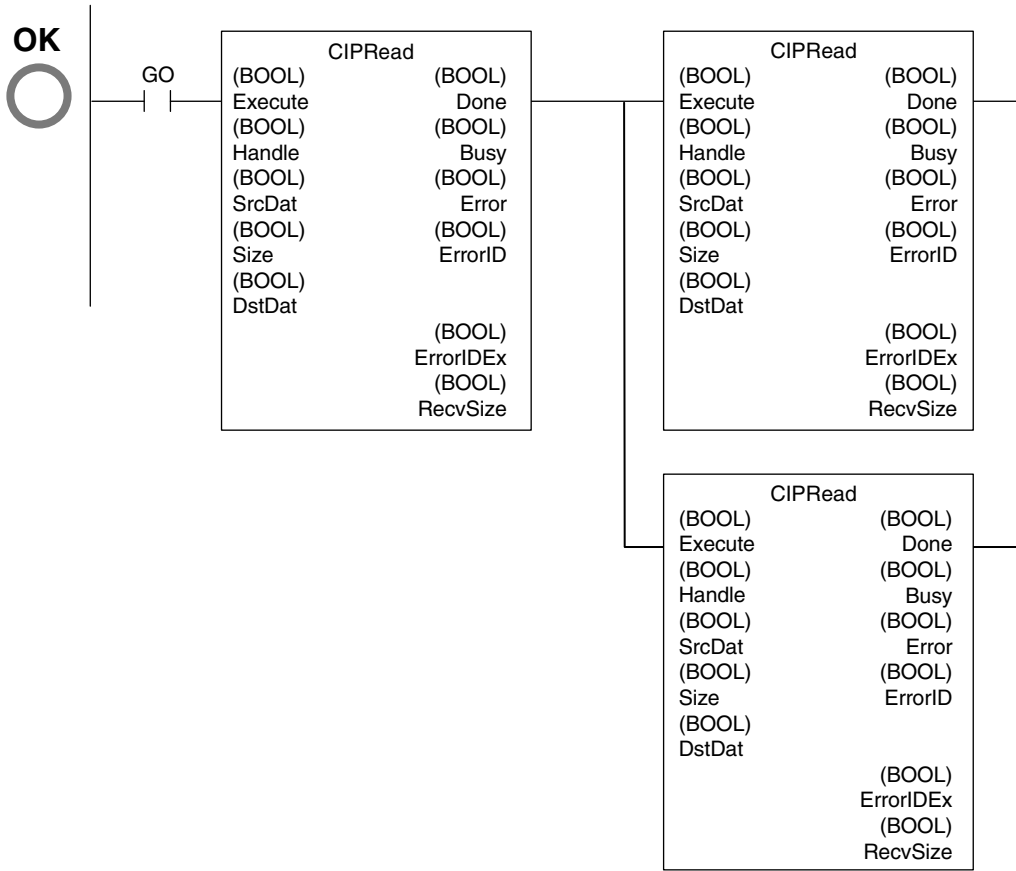 OK
GO
CIPRead
(BOOL) (BOOL)
Execute Done
(BOOL) (BOOL)
Handle Busy
(BOOL) (BOOL)
SrcDat Error
(BOOL) (BOOL)
Size ErrorID
(BOOL)
DstDat
(BOOL)
ErrorIDEx
(BOOL)
RecvSize
CIPRead
(BOOL) (BOOL)
Execute Done
(BOOL) (BOOL)
Handle Busy
(BOOL) (BOOL)
SrcDat Error
(BOOL) (BOOL)
Size ErrorID
(BOOL)
DstDat
(BOOL)
ErrorIDEx
(BOOL)
RecvSize
CIPRead
(BOOL) (BOOL)
Execute Done
(BOOL) (BOOL)
Handle Busy
(BOOL) (BOOL)
SrcDat Error
(BOOL) (BOOL)
Size ErrorID
(BOOL)
DstDat
(BOOL)
ErrorIDEx
(BOOL)
RecvSize